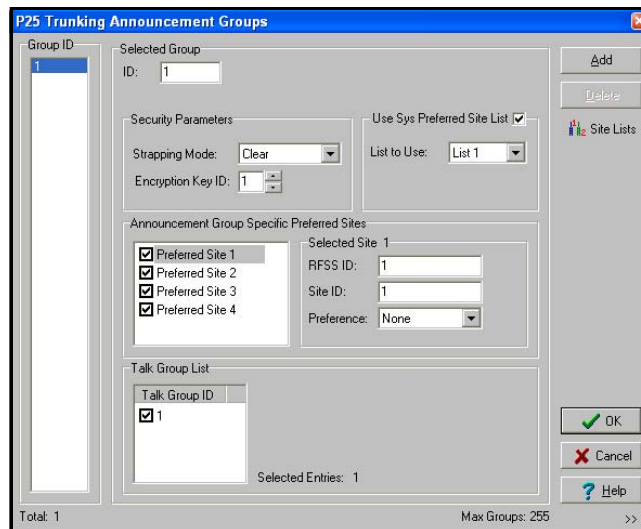 P25 Trunking Announcement Groups
Group ID
1
Selected Group
ID: 1
Security Parameters
Strapping Mode: Clear
Encryption Key ID: 1
Use Sys Preferred Site List
List to Use: List 1
Announcement Group Specific Preferred Sites
Preferred Site 1
Preferred Site 2
Preferred Site 3
Preferred Site 4
Selected Site 1
RFSS ID: 1
Site ID: 1
Preference: None
Talk Group List
Talk Group ID
1
Selected Entries: 1
Add
Delete
Site Lists
OK
Cancel
? Help
Total: 1
Max Groups: 255
>>